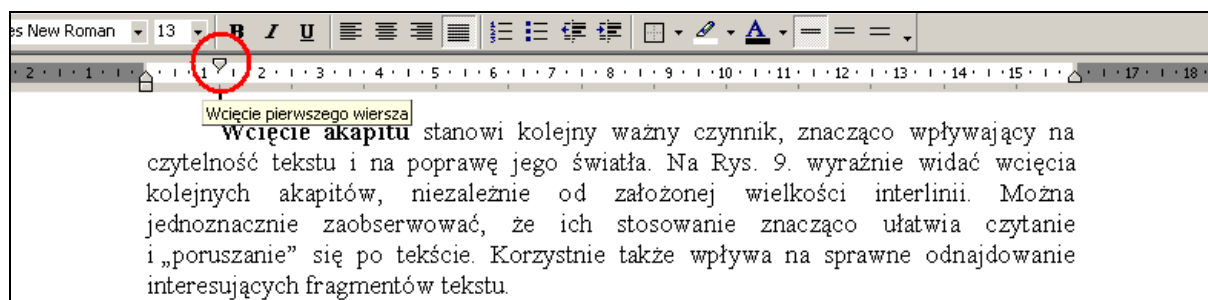 es New Roman 13 B I U A
2 1 1 2 3 4 5 6 7 8 9 10 11 12 13 14 15 17 18
Wcięcie pierwszego wiersza
Wcięcie akapitu stanowi kolejny ważny czynnik, znacząco wpływający na
czytelność tekstu i na poprawę jego światła. Na Rys. 9. wyraźnie widać wcięcia
kolejnych akapitów, niezależnie od założonej wielkości interlinii. Można
jednoznacznie zaobserwować, że ich stosowanie znacząco ułatwia czytanie
i „poruszanie” się po tekście. Korzystnie także wpływa na sprawne odnajdowanie
interesujących fragmentów tekstu.